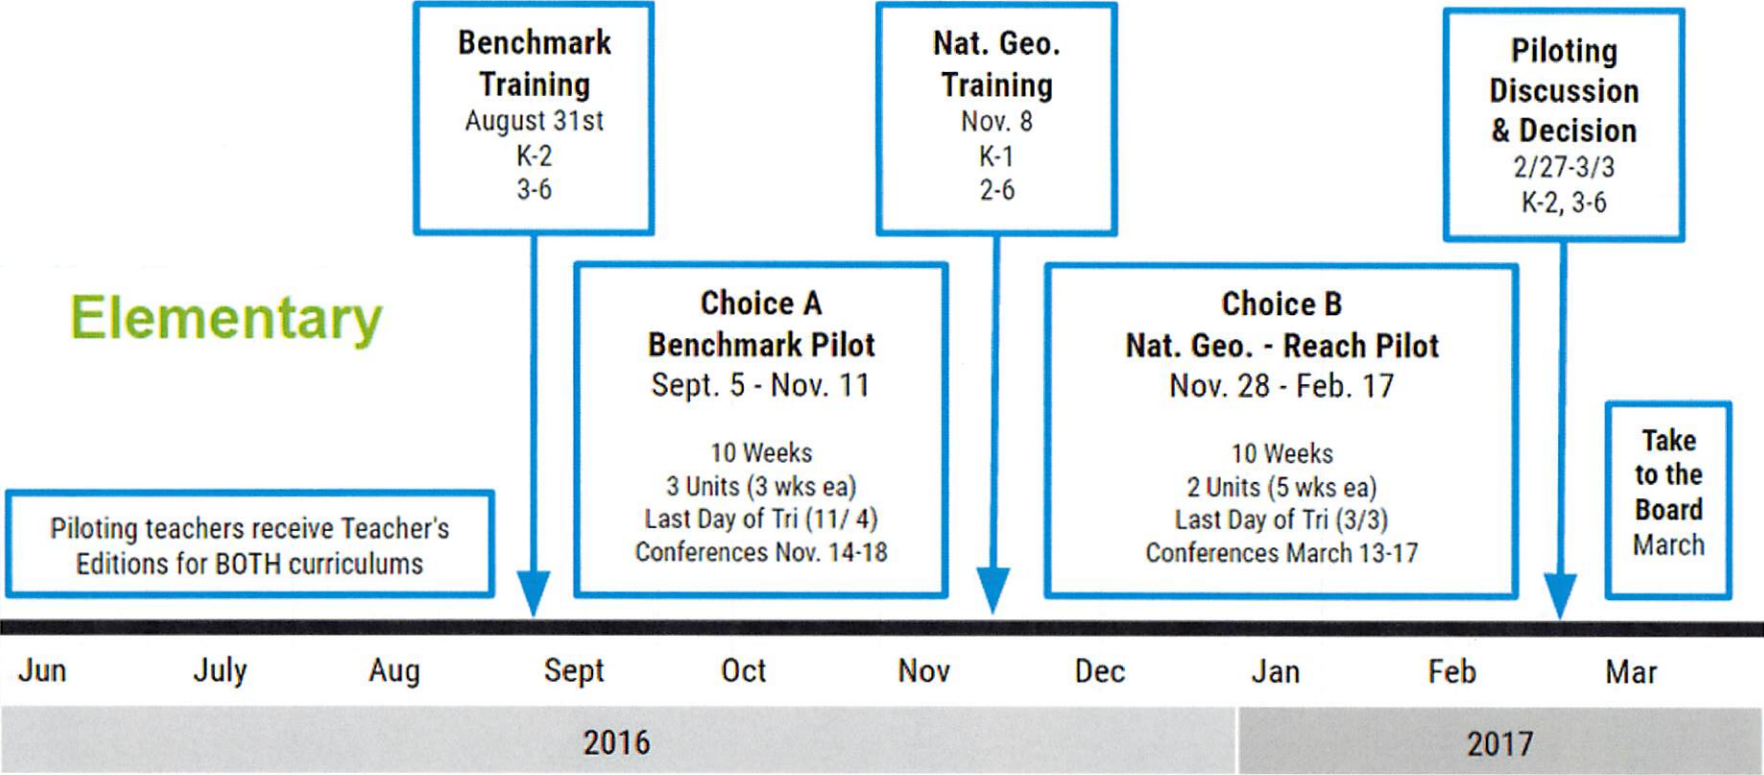 Benchmark
Training
August 31st
K-2
3-6
Nat. Geo.
Training
Nov. 8
K-1
2-6
Piloting
Discussion
& Decision
2/27-3/3
K-2, 3-6
Elementary
Choice A
Benchmark Pilot
Sept. 5 - Nov. 11
10 Weeks
3 Units (3 wks ea)
Last Day of Tri (11/ 4)
Conferences Nov. 14-18
Choice B
Nat. Geo. - Reach Pilot
Nov. 28 - Feb. 17
10 Weeks
2 Units (5 wks ea)
Last Day of Tri (3/3)
Conferences March 13-17
Take
to the
Board
March
Piloting teachers receive Teacher's
Editions for BOTH curriculums
Jun July Aug Sept Oct Nov Dec Jan Feb Mar
2016 2017